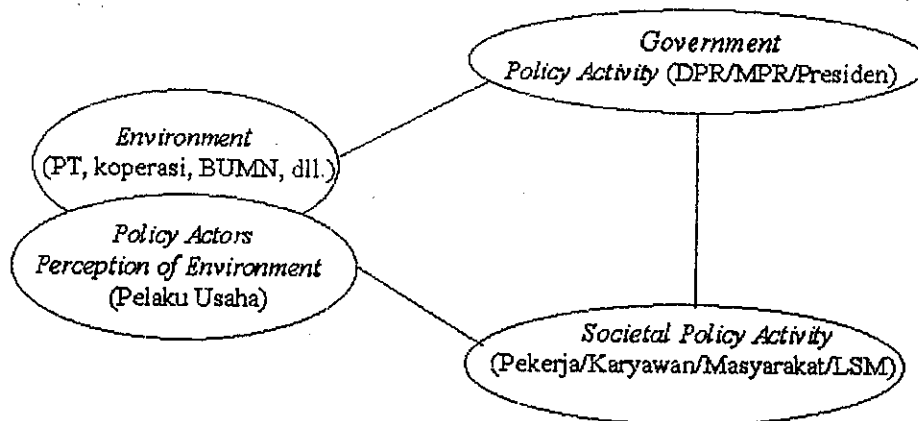 Government
Policy Activity (DPR/MPR/Presiden)
Environment
(PT, koperasi, BUMN, dll.)
Policy Actors
Perception of Environment
(Pelaku Usaha)
Societal Policy Activity
(Pekerja/Karyawan/Masyarakat/LSM)